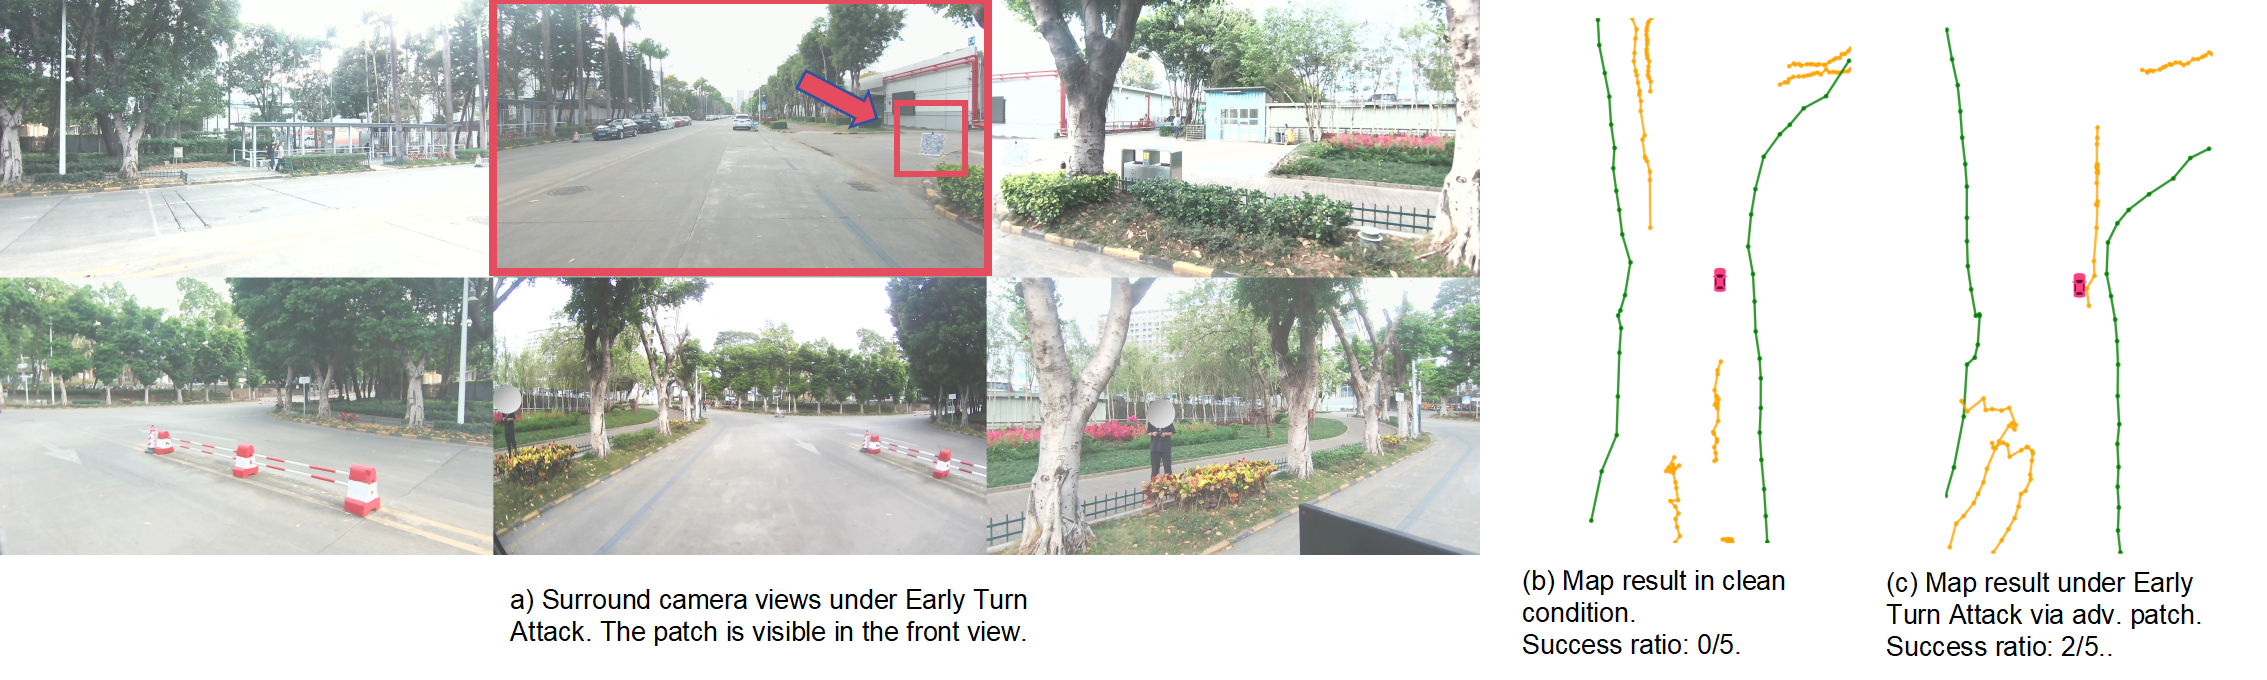 a) Surround camera views under Early Turn
Attack. The patch is visible in the front view.
(b) Map result in clean
condition.
Success ratio: 0/5.
(c) Map result under Early
Turn Attack via adv. patch.
Success ratio: 2/5..